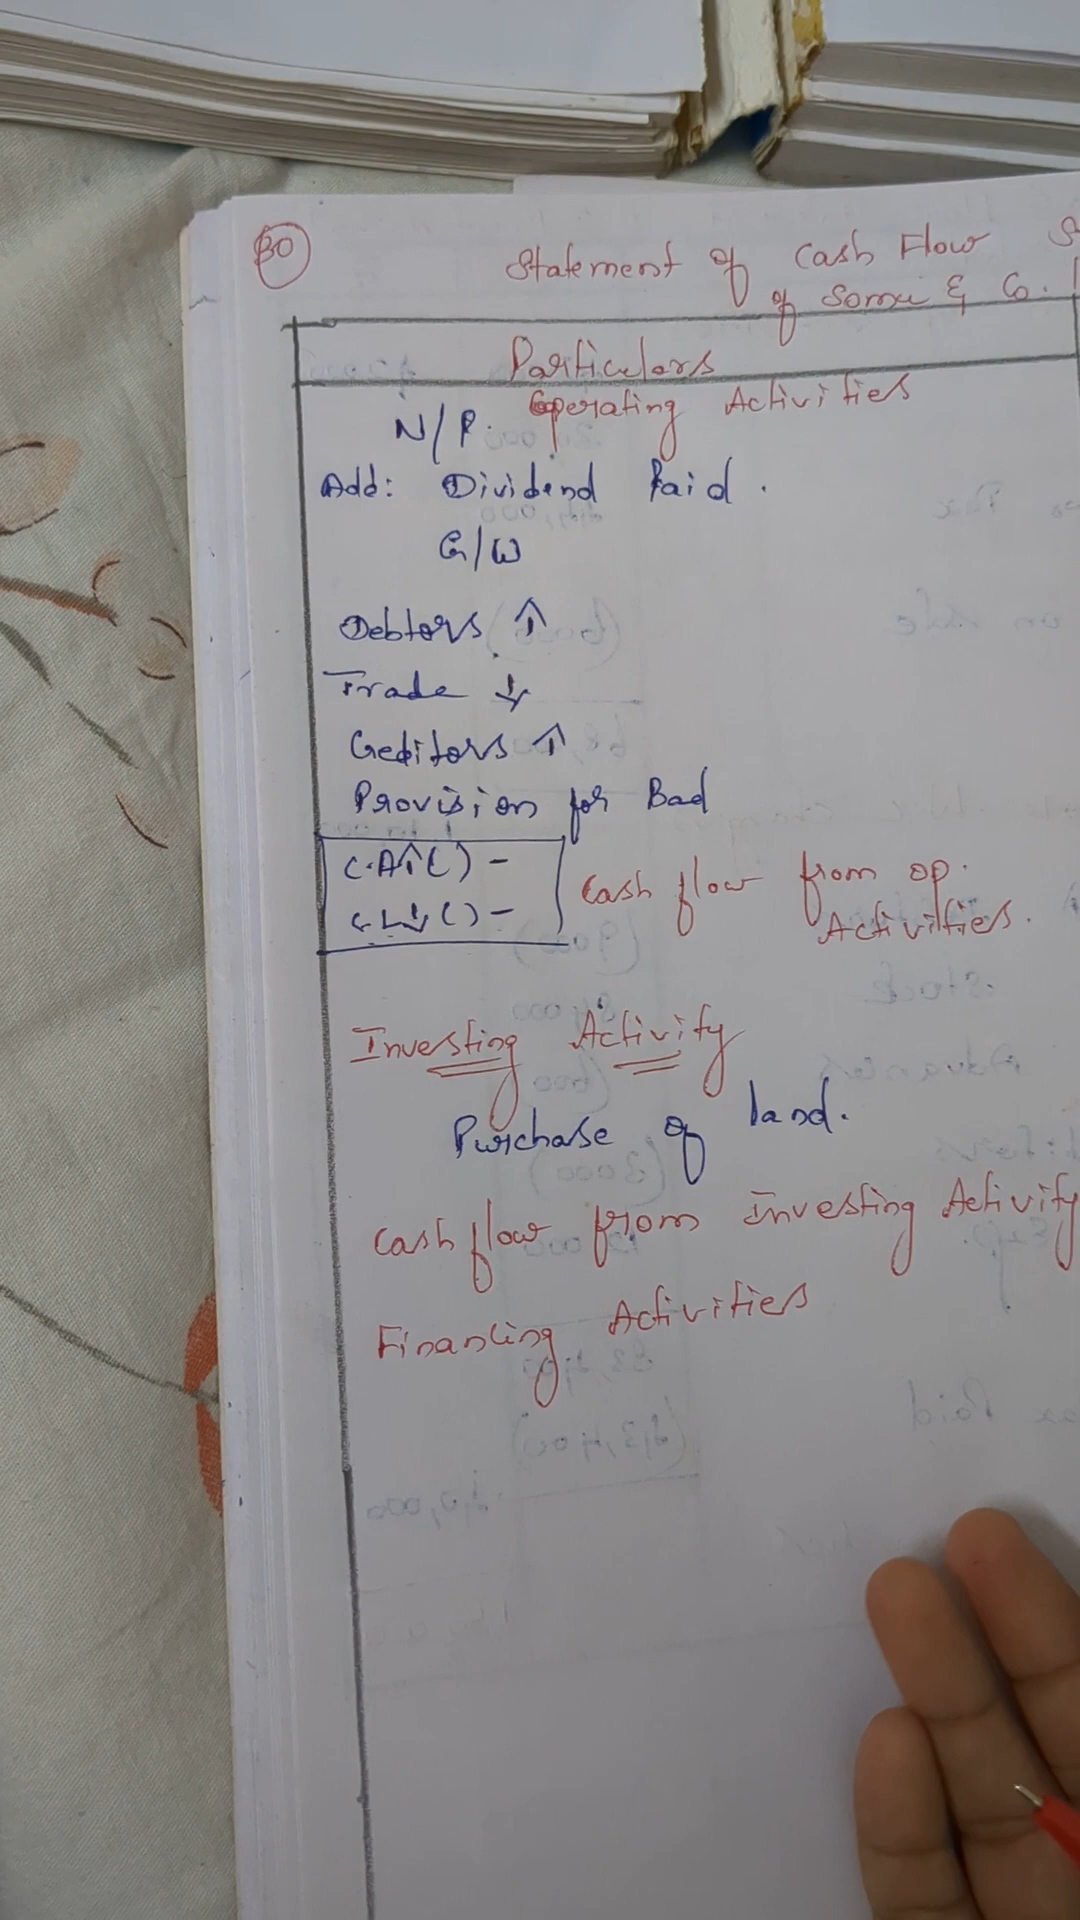 30
Statement of Cash Flow
of Somu & Co.
Particulars
Operating Activities
N/P.
Add: Dividend Paid.
G/W
Debtors ↑
Trade ↓
Creditors ↑
Provision for Bad
C.A↑( ) -
C L↓( ) -
Cash flow from op.
Activities.
Investing Activity
Purchase of land.
Cash flow from Investing Activity
Financing Activities